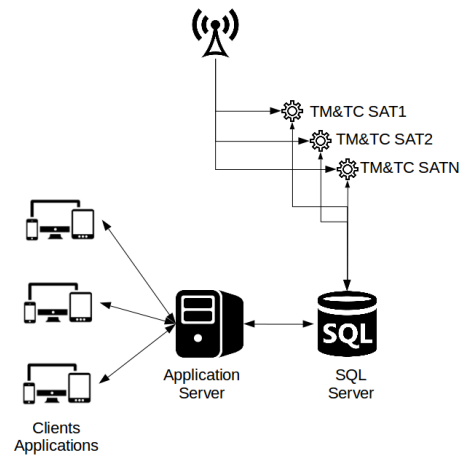 TM&TC SAT1
TM&TC SAT2
TM&TC SATN
SQL
Application
Server
SQL
Server
Clients
Applications